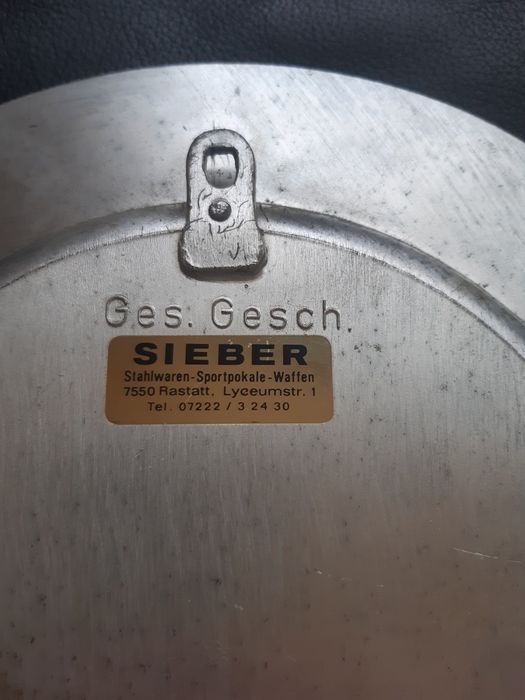 Ges. Gesch.
SIEBER
Stahlwaren-Sportpokale-Waffen
7550 Rastatt, Lyceumstr. 1
Tel. 07222 / 3 24 30